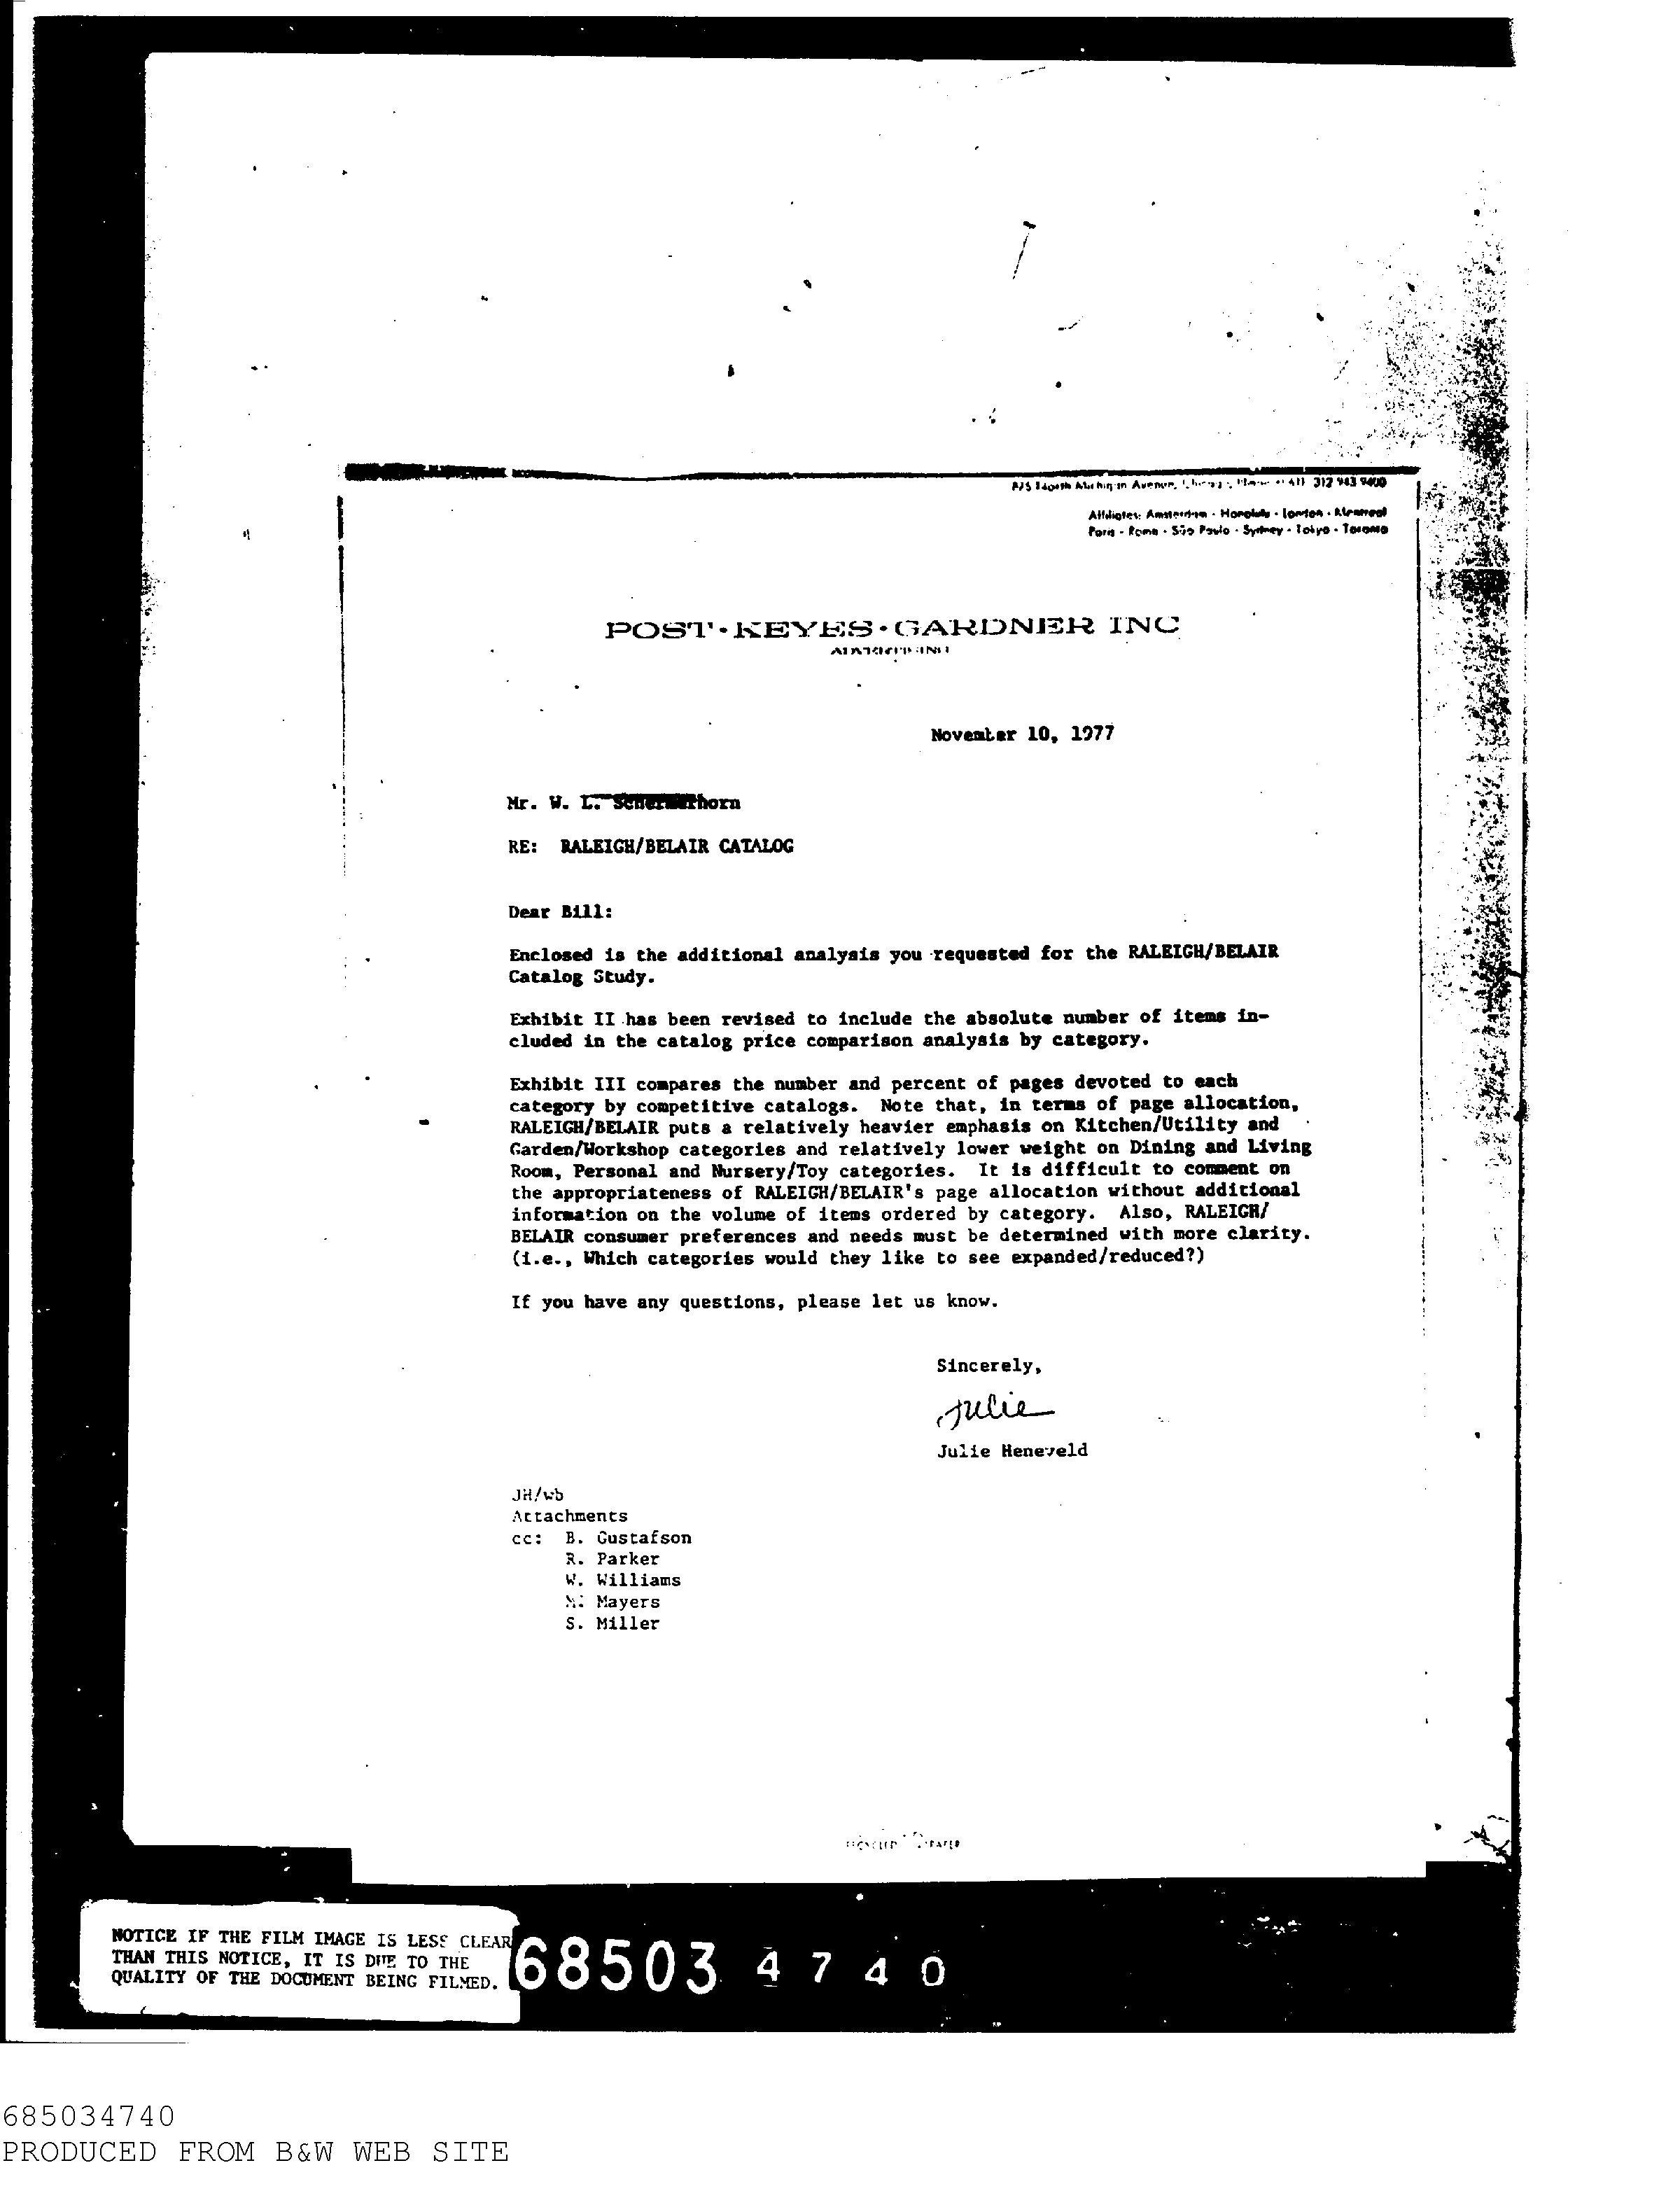 Michigan Avenue, 312 943 9400
Affiliates: Amsterdam - Honolulu - London - Montreal
Paris - Rome - São Paulo - Sydney - Tokyo - Toronto
POST·KEYES·GARDNER INC
ADVERTISING
November 10, 1977
Mr. W. L. Schermerhorn
RE: RALEIGH/BELAIR CATALOG
Dear Bill:
Enclosed is the additional analysis you requested for the RALEIGH/BELAIR
Catalog Study.
Exhibit II has been revised to include the absolute number of items in-
cluded in the catalog price comparison analysis by category.
Exhibit III compares the number and percent of pages devoted to each
category by competitive catalogs. Note that, in terms of page allocation,
RALEIGH/BELAIR puts a relatively heavier emphasis on Kitchen/Utility and
Garden/Workshop categories and relatively lower weight on Dining and Living
Room, Personal and Nursery/Toy categories. It is difficult to comment on
the appropriateness of RALEIGH/BELAIR's page allocation without additional
information on the volume of items ordered by category. Also, RALEIGH/
BELAIR consumer preferences and needs must be determined with more clarity.
(i.e., Which categories would they like to see expanded/reduced?)
If you have any questions, please let us know.
Sincerely,
Julie
Julie Heneveld
JH/wb
Attachments
cc: B. Gustafson
R. Parker
W. Williams
Mayers
S. Miller
RECYCLED PAPER
NOTICE IF THE FILM IMAGE IS LESS CLEAR
THAN THIS NOTICE, IT IS DUE TO THE
QUALITY OF THE DOCUMENT BEING FILMED.
68503 4740
685034740
PRODUCED FROM B&W WEB SITE